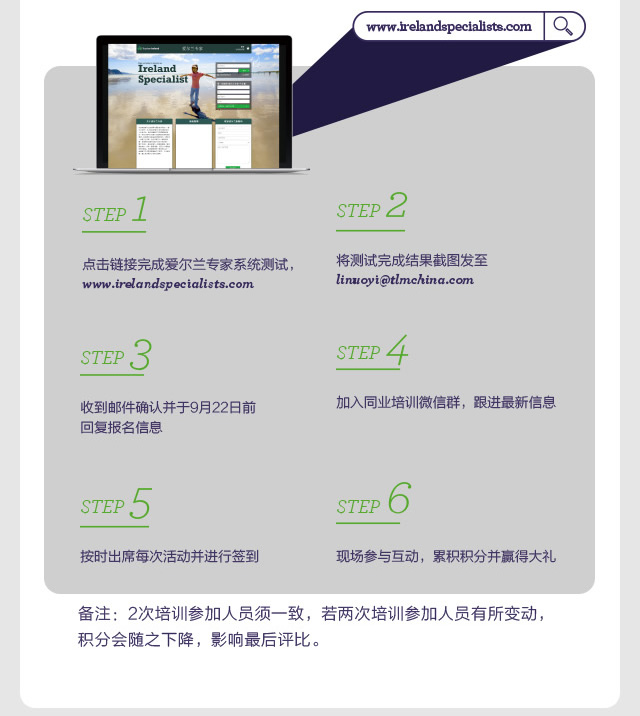 www.irelandspecialists.com
爱尔兰专家
Ireland
Specialist
STEP 1
点击链接完成爱尔兰专家系统测试，
www.irelandspecialists.com
STEP 2
将测试完成结果截图发至
linuoyi@tlmchina.com
STEP 3
收到邮件确认并于9月22日前
回复报名信息
STEP 4
加入同业培训微信群，跟进最新信息
STEP 5
按时出席每次活动并进行签到
STEP 6
现场参与互动，累积积分并赢得大礼
备注：2次培训参加人员须一致，若两次培训参加人员有所变动，
积分会随之下降，影响最后评比。